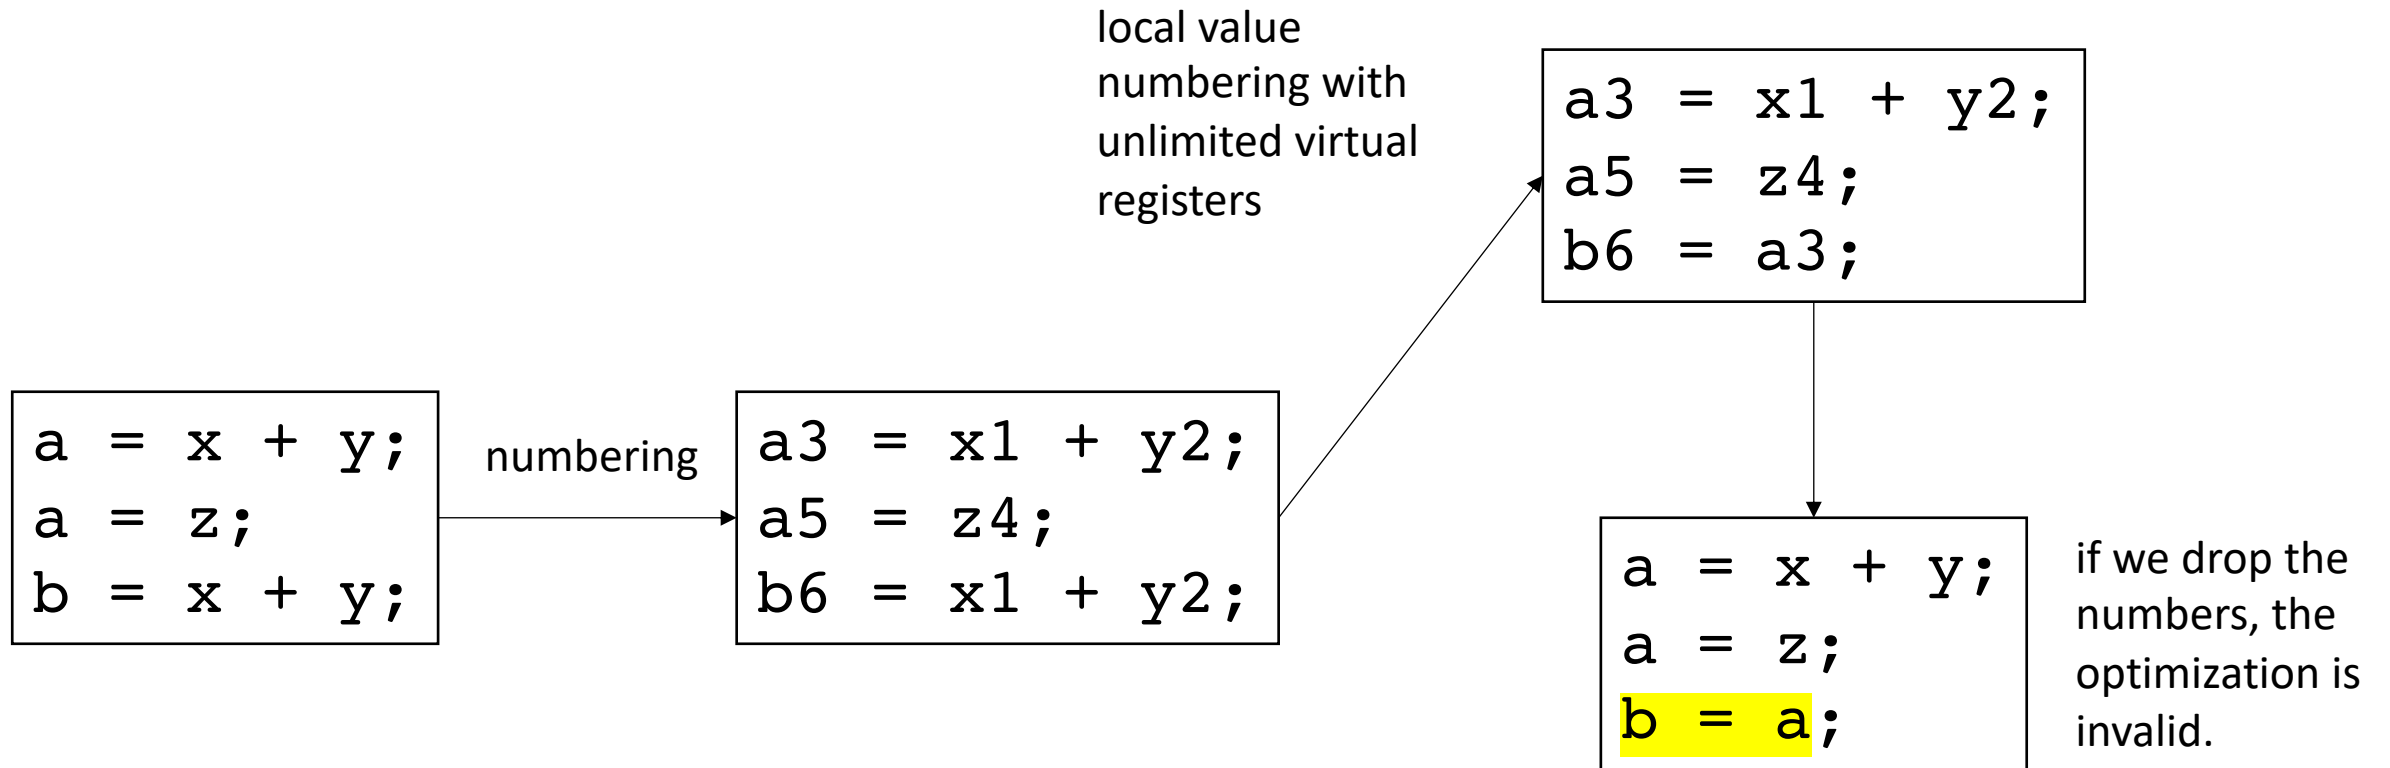 local value
numbering with
unlimited virtual
registers
a3 = x1 + y2;
a5 = z4;
b6 = a3;
a = x + y;
a = z;
b = x + y;
numbering
a3 = x1 + y2;
a5 = z4;
b6 = x1 + y2;
a = x + y;
a = z;
b = a;
if we drop the
numbers, the
optimization is
invalid.